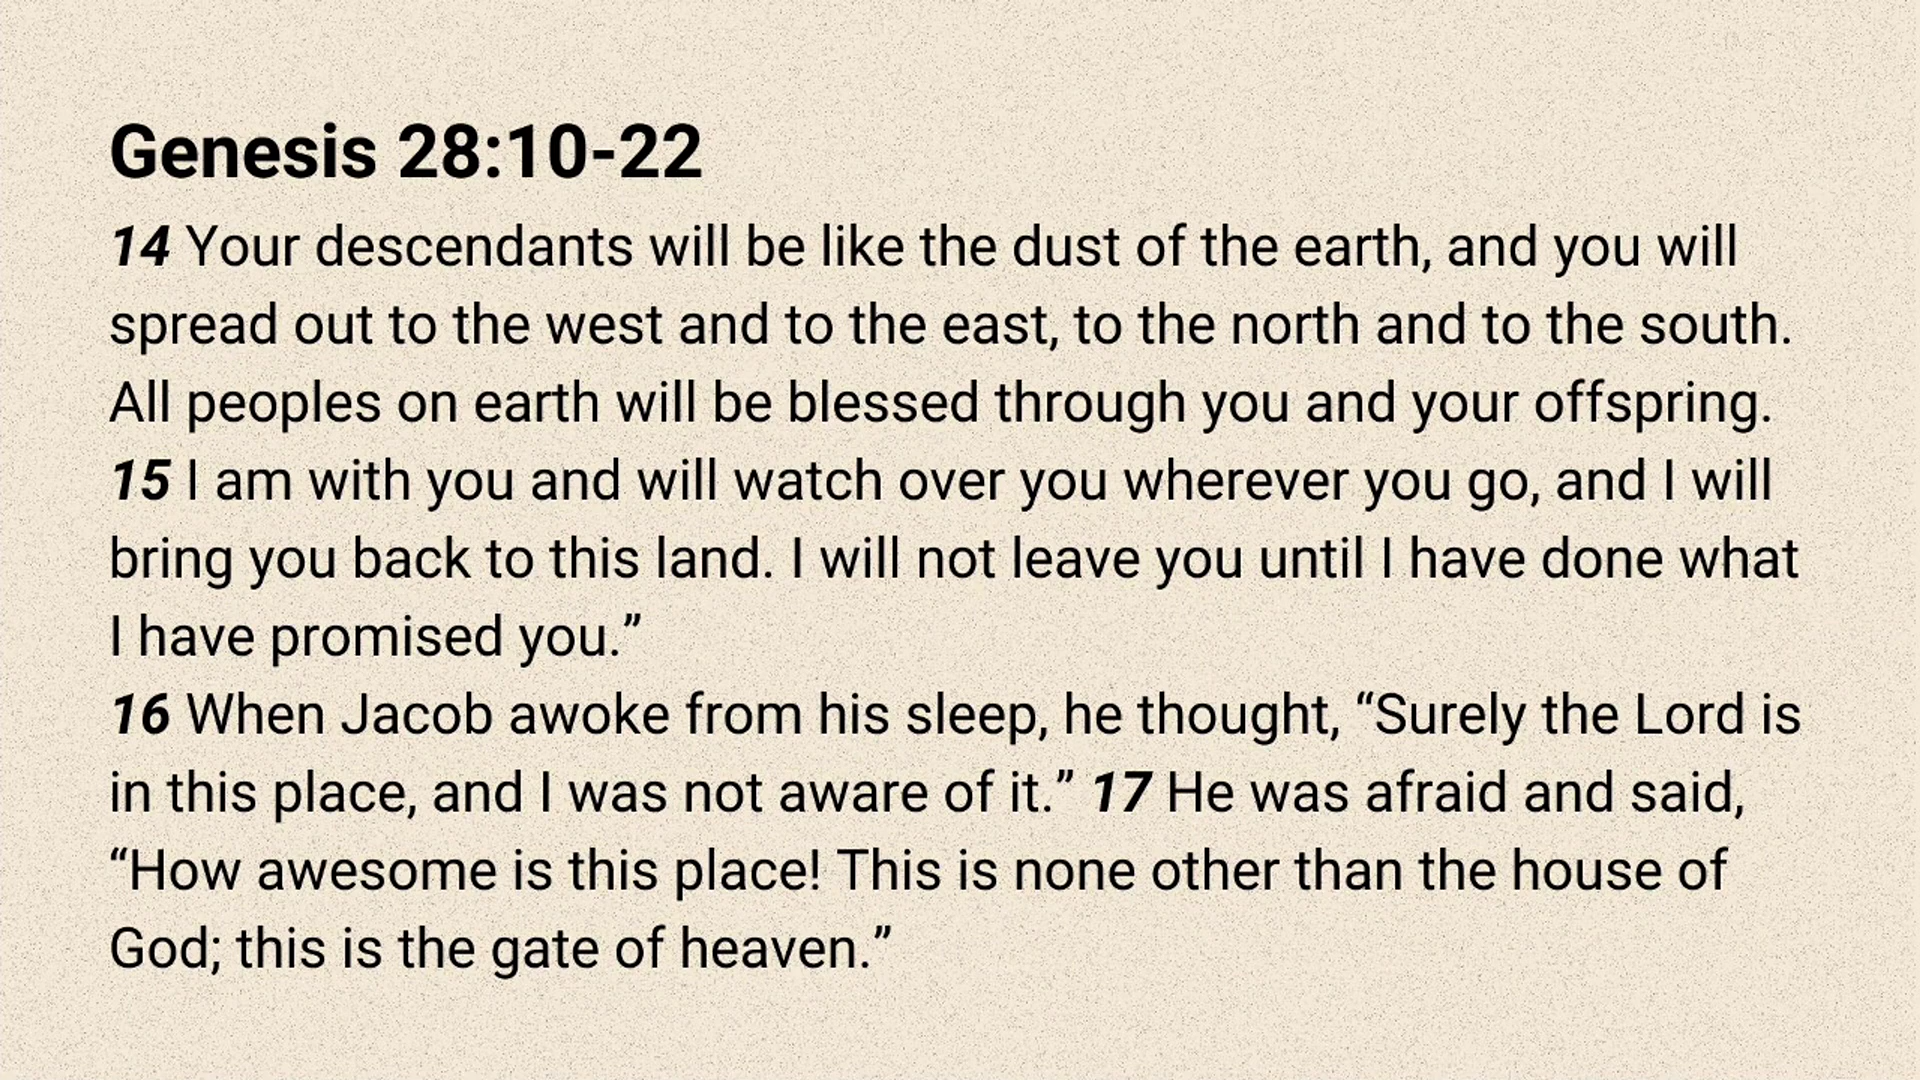 Genesis 28:10-22
14 Your descendants will be like the dust of the earth, and you will
spread out to the west and to the east, to the north and to the south.
All peoples on earth will be blessed through you and your offspring.
15 I am with you and will watch over you wherever you go, and I will
bring you back to this land. I will not leave you until I have done what
I have promised you.”
16 When Jacob awoke from his sleep, he thought, “Surely the Lord is
in this place, and I was not aware of it.” 17 He was afraid and said,
“How awesome is this place! This is none other than the house of
God; this is the gate of heaven.”